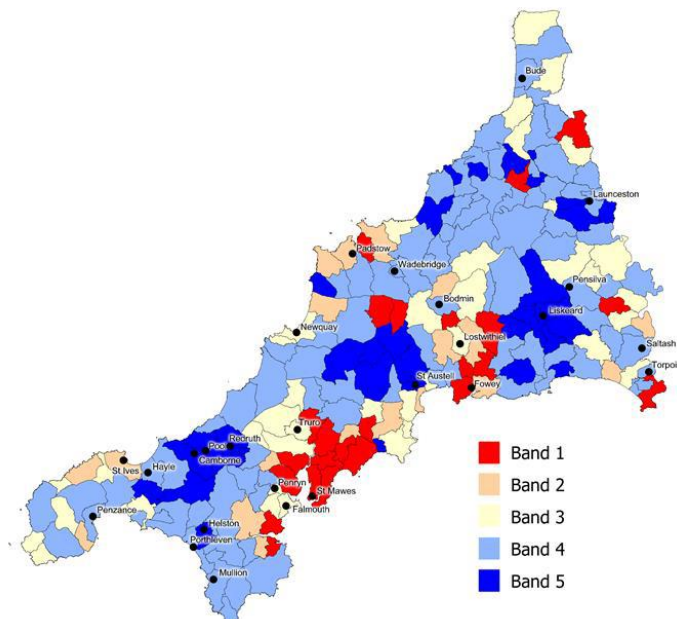 Bude
Launceston
Padstow
Wadebridge
Pensilva
Bodmin
Liskeard
Newquay
Lostwithiel
Saltash
Torpoi
St Austell
Fowey
Truro
Redruth
Pool
Camborne
St Ives
Hayle
Penryn
St Mawes
Falmouth
Penzance
Helston
Porthleven
Mullion
Band 1
Band 2
Band 3
Band 4
Band 5